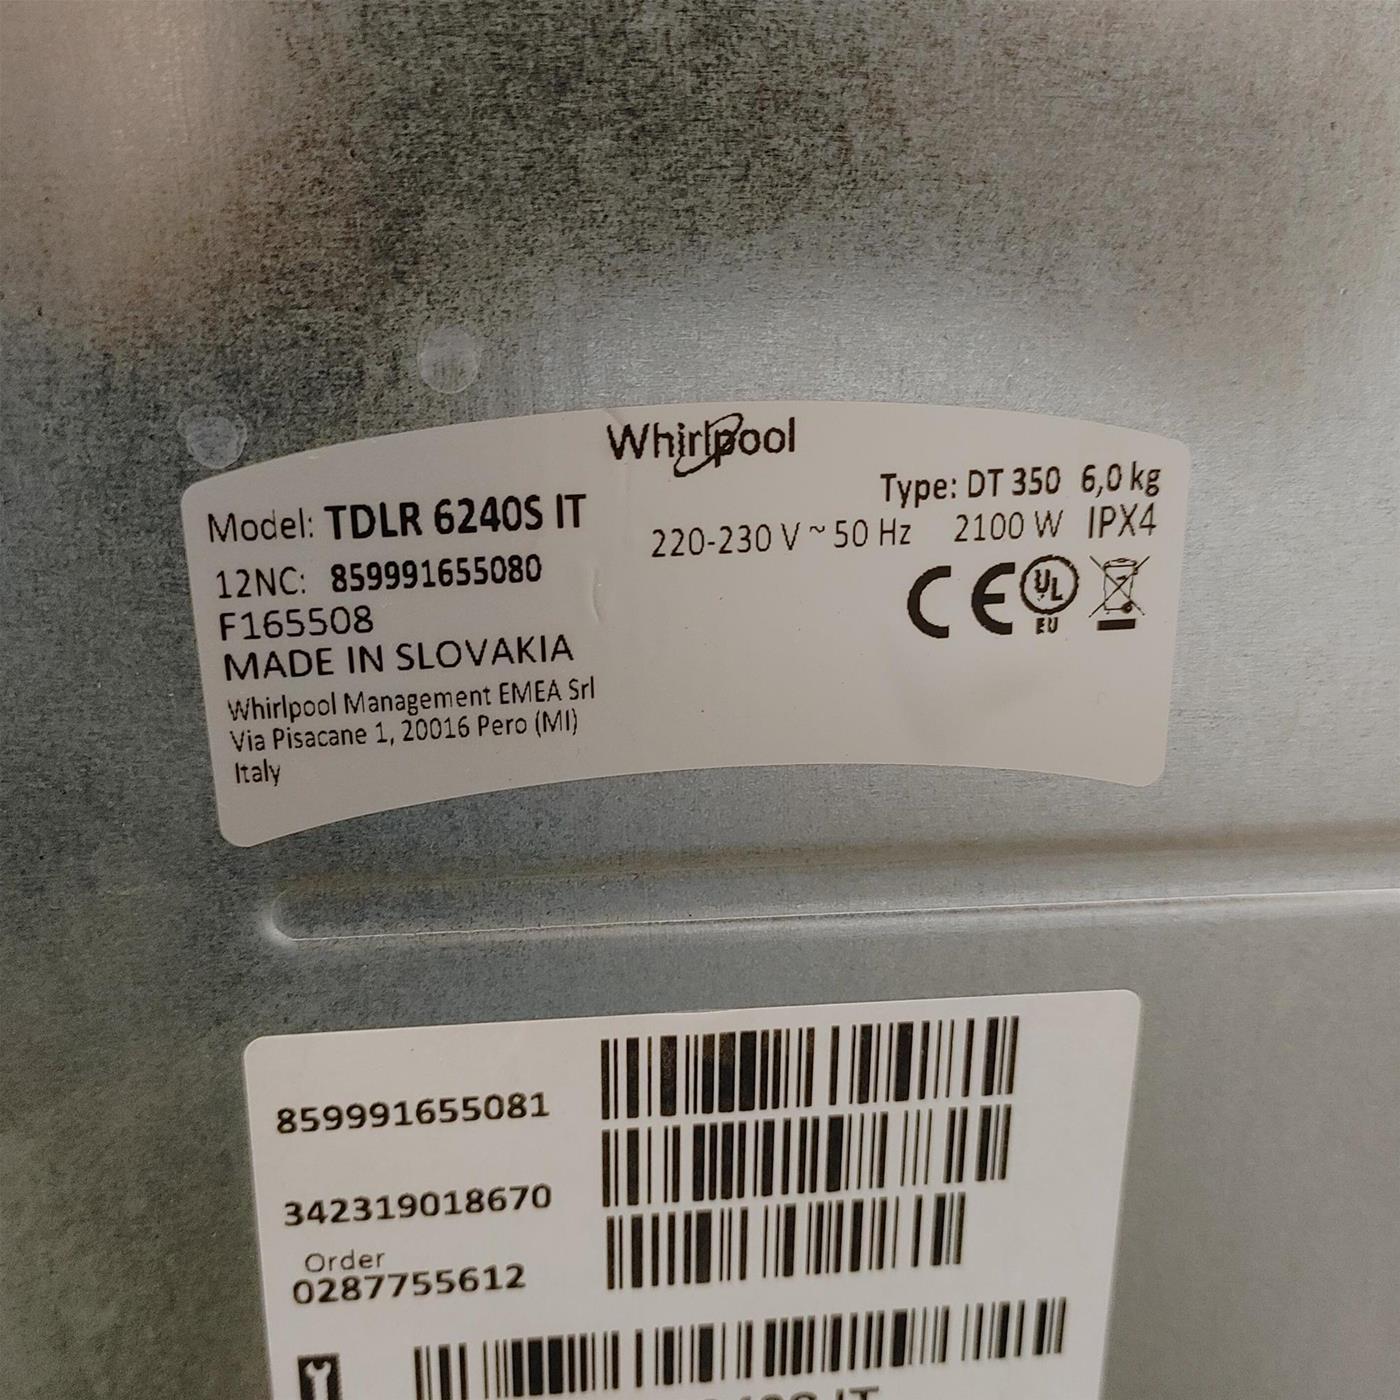 Whirlpool
Model: TDLR 6240S IT
Type: DT 350 6,0 kg
12NC: 859991655080
220-230 V ~ 50 Hz 2100 W IPX4
F165508
CE UL EU
MADE IN SLOVAKIA
Whirlpool Management EMEA Srl
Via Pisacane 1, 20016 Pero (MI)
Italy
859991655081
342319018670
Order
0287755612